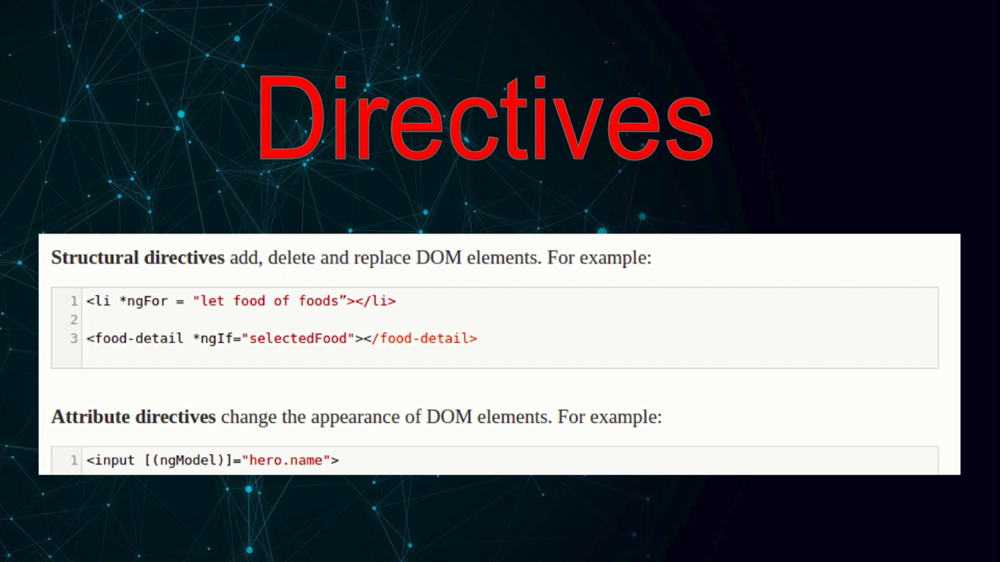 Directives
Structural directives add, delete and replace DOM elements. For example:
1 <li *ngFor = "let food of foods”></li>
2
3 <food-detail *ngIf="selectedFood"></food-detail>
Attribute directives change the appearance of DOM elements. For example:
1 <input [(ngModel)]="hero.name">